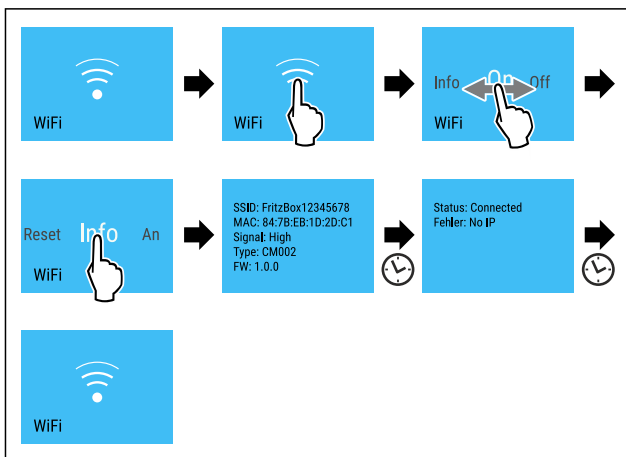 WiFi
WiFi
Info On Off
WiFi
Reset Info An
WiFi
SSID: FritzBox12345678
MAC: 84:7B:EB:1D:2D:C1
Signal: High
Type: CM002
FW: 1.0.0
Status: Connected
Fehler: No IP
WiFi